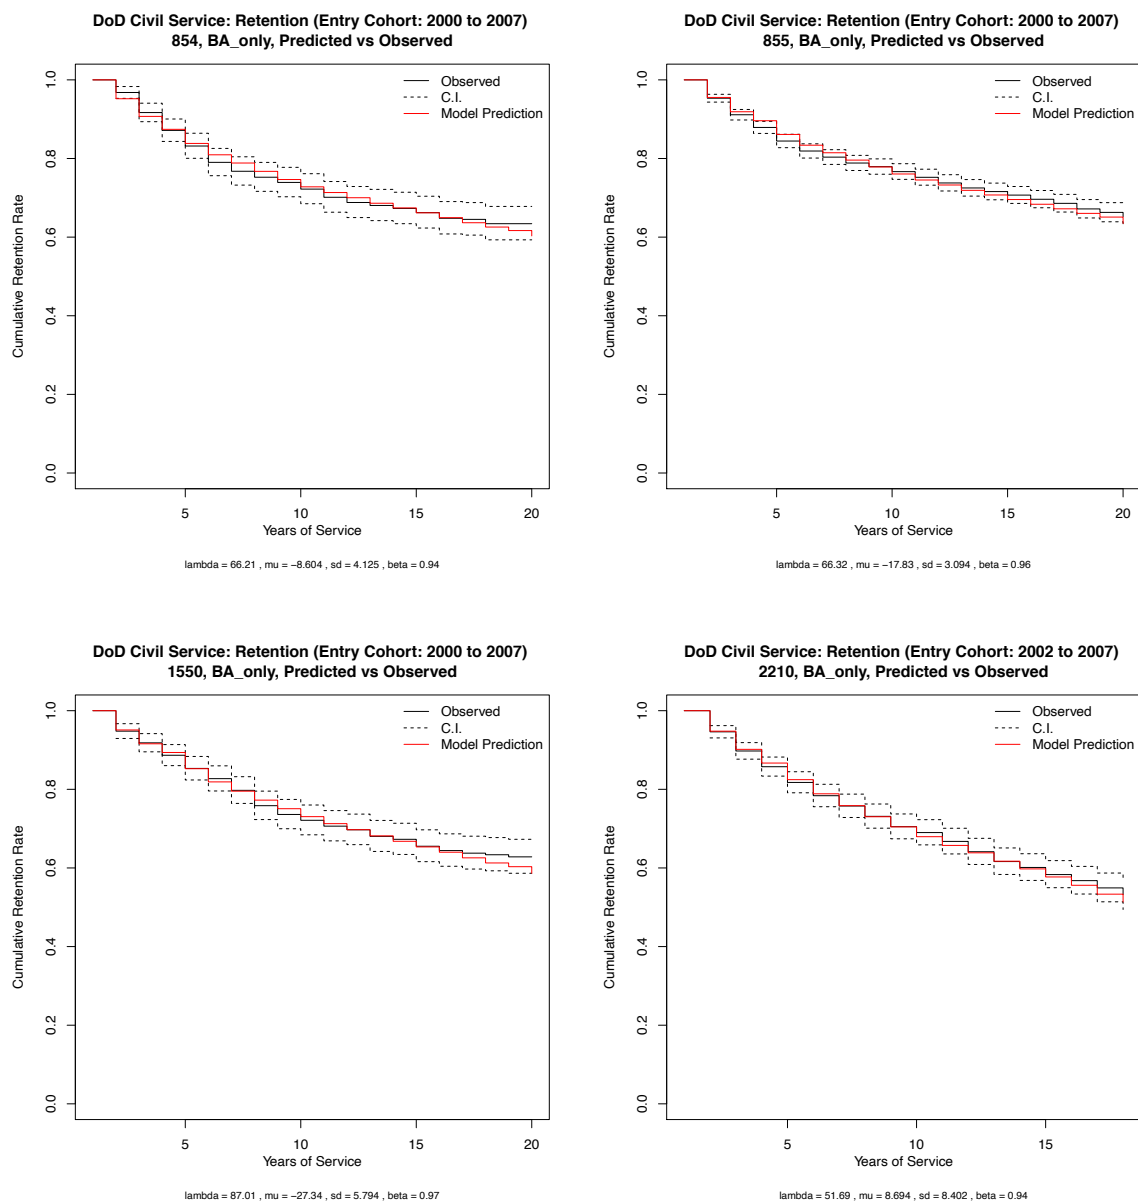 DoD Civil Service: Retention (Entry Cohort: 2000 to 2007)
854, BA_only, Predicted vs Observed
Observed
C.I.
Model Prediction
1.0
0.8
0.6
0.4
0.2
0.0
Cumulative Retention Rate
5
10
15
20
Years of Service
lambda = 66.21 , mu = −8.604 , sd = 4.125 , beta = 0.94
DoD Civil Service: Retention (Entry Cohort: 2000 to 2007)
855, BA_only, Predicted vs Observed
Observed
C.I.
Model Prediction
1.0
0.8
0.6
0.4
0.2
0.0
Cumulative Retention Rate
5
10
15
20
Years of Service
lambda = 66.32 , mu = −17.83 , sd = 3.094 , beta = 0.96
DoD Civil Service: Retention (Entry Cohort: 2000 to 2007)
1550, BA_only, Predicted vs Observed
Observed
C.I.
Model Prediction
1.0
0.8
0.6
0.4
0.2
0.0
Cumulative Retention Rate
5
10
15
20
Years of Service
lambda = 87.01 , mu = −27.34 , sd = 5.794 , beta = 0.97
DoD Civil Service: Retention (Entry Cohort: 2002 to 2007)
2210, BA_only, Predicted vs Observed
Observed
C.I.
Model Prediction
1.0
0.8
0.6
0.4
0.2
0.0
Cumulative Retention Rate
5
10
15
Years of Service
lambda = 51.69 , mu = 8.694 , sd = 8.402 , beta = 0.94